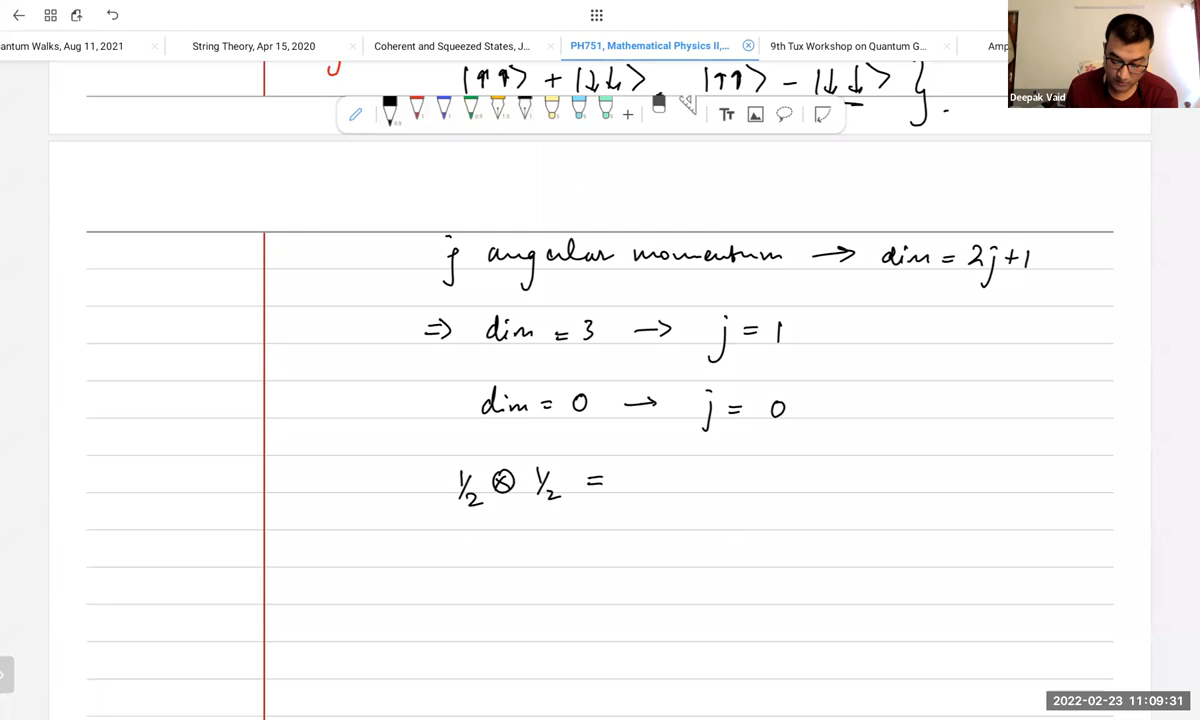 antum Walks, Aug 11, 2021
String Theory, Apr 15, 2020
Coherent and Squeezed States, J...
PH751, Mathematical Physics II,...
9th Tux Workshop on Quantum G...
Amp
Deepak Vaid
|↑↑> + |↓↓>, |↑↑> - |↓↓> }.
Tт
j angular momentum → dim = 2j+1
⇒ dim = 3 → j = 1
dim = 0 → j = 0
1/2 ⊗ 1/2 =
2022-02-23 11:09:31